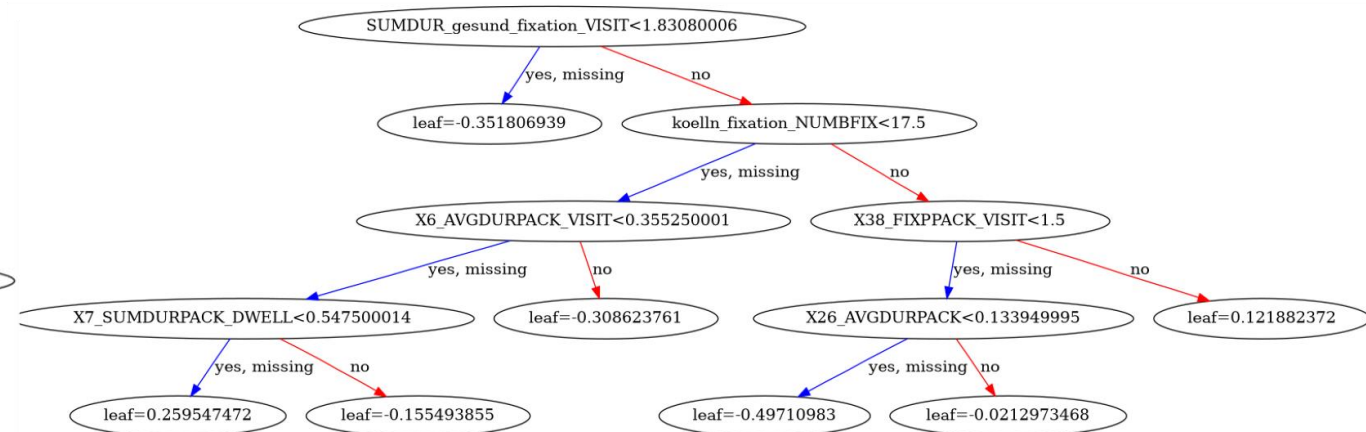 SUMDUR_gesund_fixation_VISIT<1.83080006
yes, missing
no
leaf=-0.351806939
koelln_fixation_NUMBFIX<17.5
yes, missing
no
X6_AVGDURPACK_VISIT<0.355250001
X38_FIXPPACK_VISIT<1.5
yes, missing
no
yes, missing
no
X7_SUMDURPACK_DWELL<0.547500014
leaf=-0.308623761
X26_AVGDURPACK<0.133949995
leaf=0.121882372
yes, missing
no
yes, missing
no
leaf=0.259547472
leaf=-0.155493855
leaf=-0.49710983
leaf=-0.0212973468